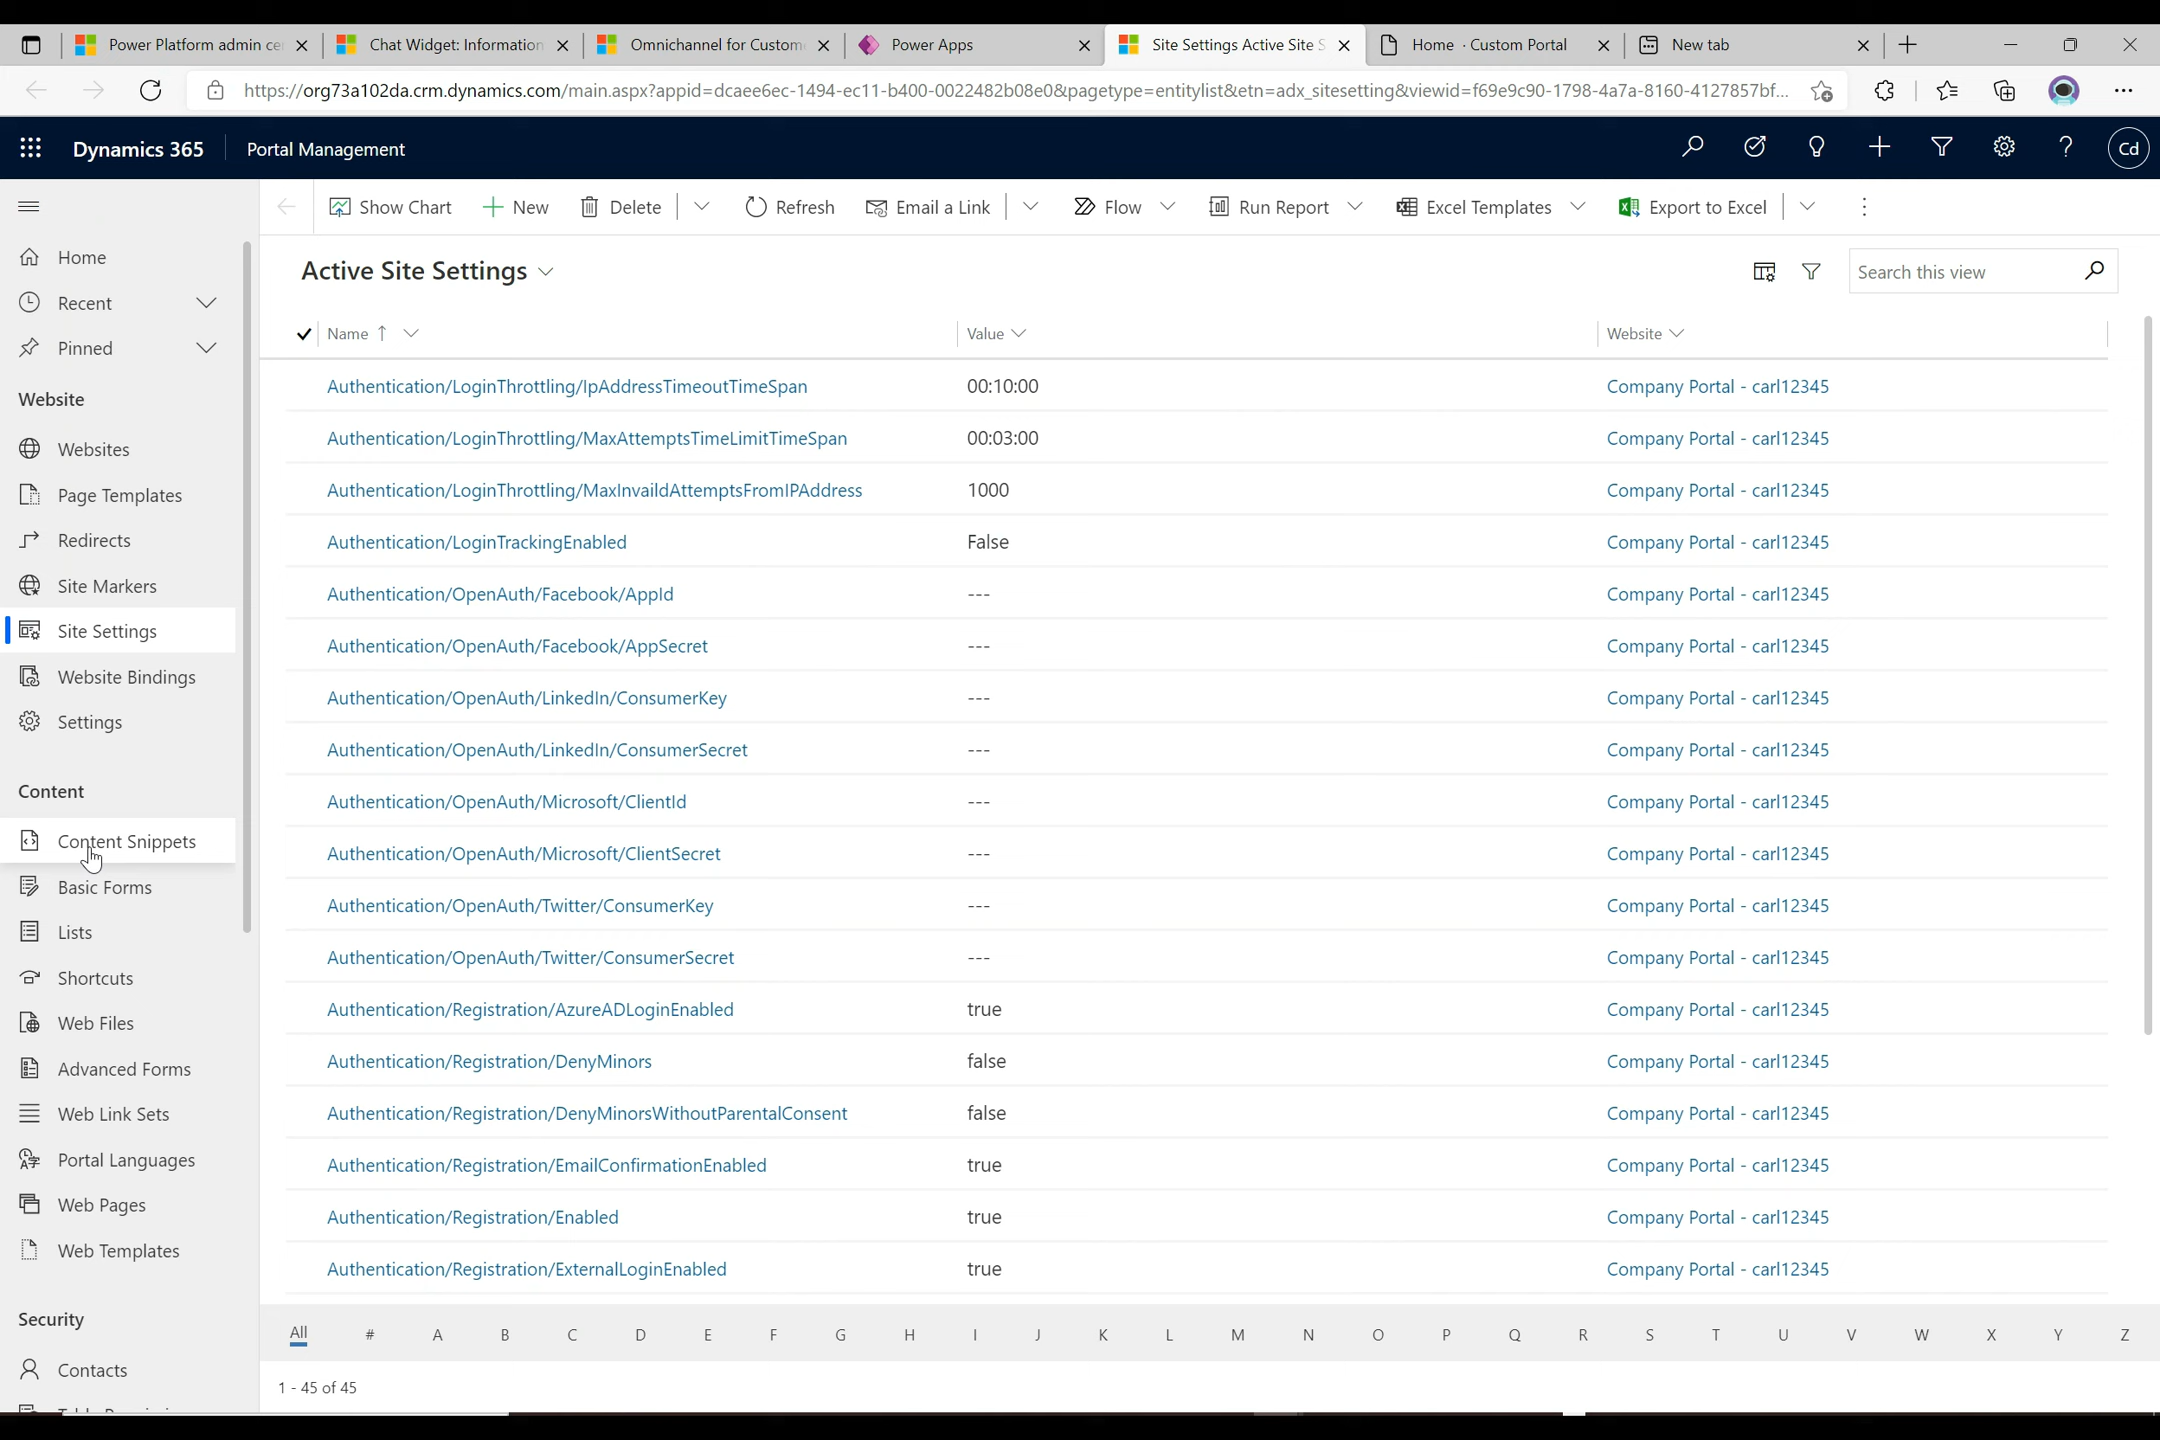 Power Platform admin ce
Chat Widget: Information
Omnichannel for Custom
Power Apps
Site Settings Active Site S
Home · Custom Portal
New tab
https://org73a102da.crm.dynamics.com/main.aspx?appid=dcaee6ec-1494-ec11-b400-0022482b08e0&pagetype=entitylist&etn=adx_sitesetting&viewid=f69e9c90-1798-4a7a-8160-4127857bf...
Dynamics 365
Portal Management
Cd
Show Chart
New
Delete
Refresh
Email a Link
Flow
Run Report
Excel Templates
Export to Excel
Home
Recent
Pinned
Website
Websites
Page Templates
Redirects
Site Markers
Site Settings
Website Bindings
Settings
Content
Content Snippets
Basic Forms
Lists
Shortcuts
Web Files
Advanced Forms
Web Link Sets
Portal Languages
Web Pages
Web Templates
Security
Contacts
Active Site Settings
Search this view
Name Value Website
Authentication/LoginThrottling/IpAddressTimeoutTimeSpan 00:10:00 Company Portal - carl12345
Authentication/LoginThrottling/MaxAttemptsTimeLimitTimeSpan 00:03:00 Company Portal - carl12345
Authentication/LoginThrottling/MaxInvaildAttemptsFromIPAddress 1000 Company Portal - carl12345
Authentication/LoginTrackingEnabled False Company Portal - carl12345
Authentication/OpenAuth/Facebook/AppId --- Company Portal - carl12345
Authentication/OpenAuth/Facebook/AppSecret --- Company Portal - carl12345
Authentication/OpenAuth/LinkedIn/ConsumerKey --- Company Portal - carl12345
Authentication/OpenAuth/LinkedIn/ConsumerSecret --- Company Portal - carl12345
Authentication/OpenAuth/Microsoft/ClientId --- Company Portal - carl12345
Authentication/OpenAuth/Microsoft/ClientSecret --- Company Portal - carl12345
Authentication/OpenAuth/Twitter/ConsumerKey --- Company Portal - carl12345
Authentication/OpenAuth/Twitter/ConsumerSecret --- Company Portal - carl12345
Authentication/Registration/AzureADLoginEnabled true Company Portal - carl12345
Authentication/Registration/DenyMinors false Company Portal - carl12345
Authentication/Registration/DenyMinorsWithoutParentalConsent false Company Portal - carl12345
Authentication/Registration/EmailConfirmationEnabled true Company Portal - carl12345
Authentication/Registration/Enabled true Company Portal - carl12345
Authentication/Registration/ExternalLoginEnabled true Company Portal - carl12345
All # A B C D E F G H I J K L M N O P Q R S T U V W X Y Z
1 - 45 of 45